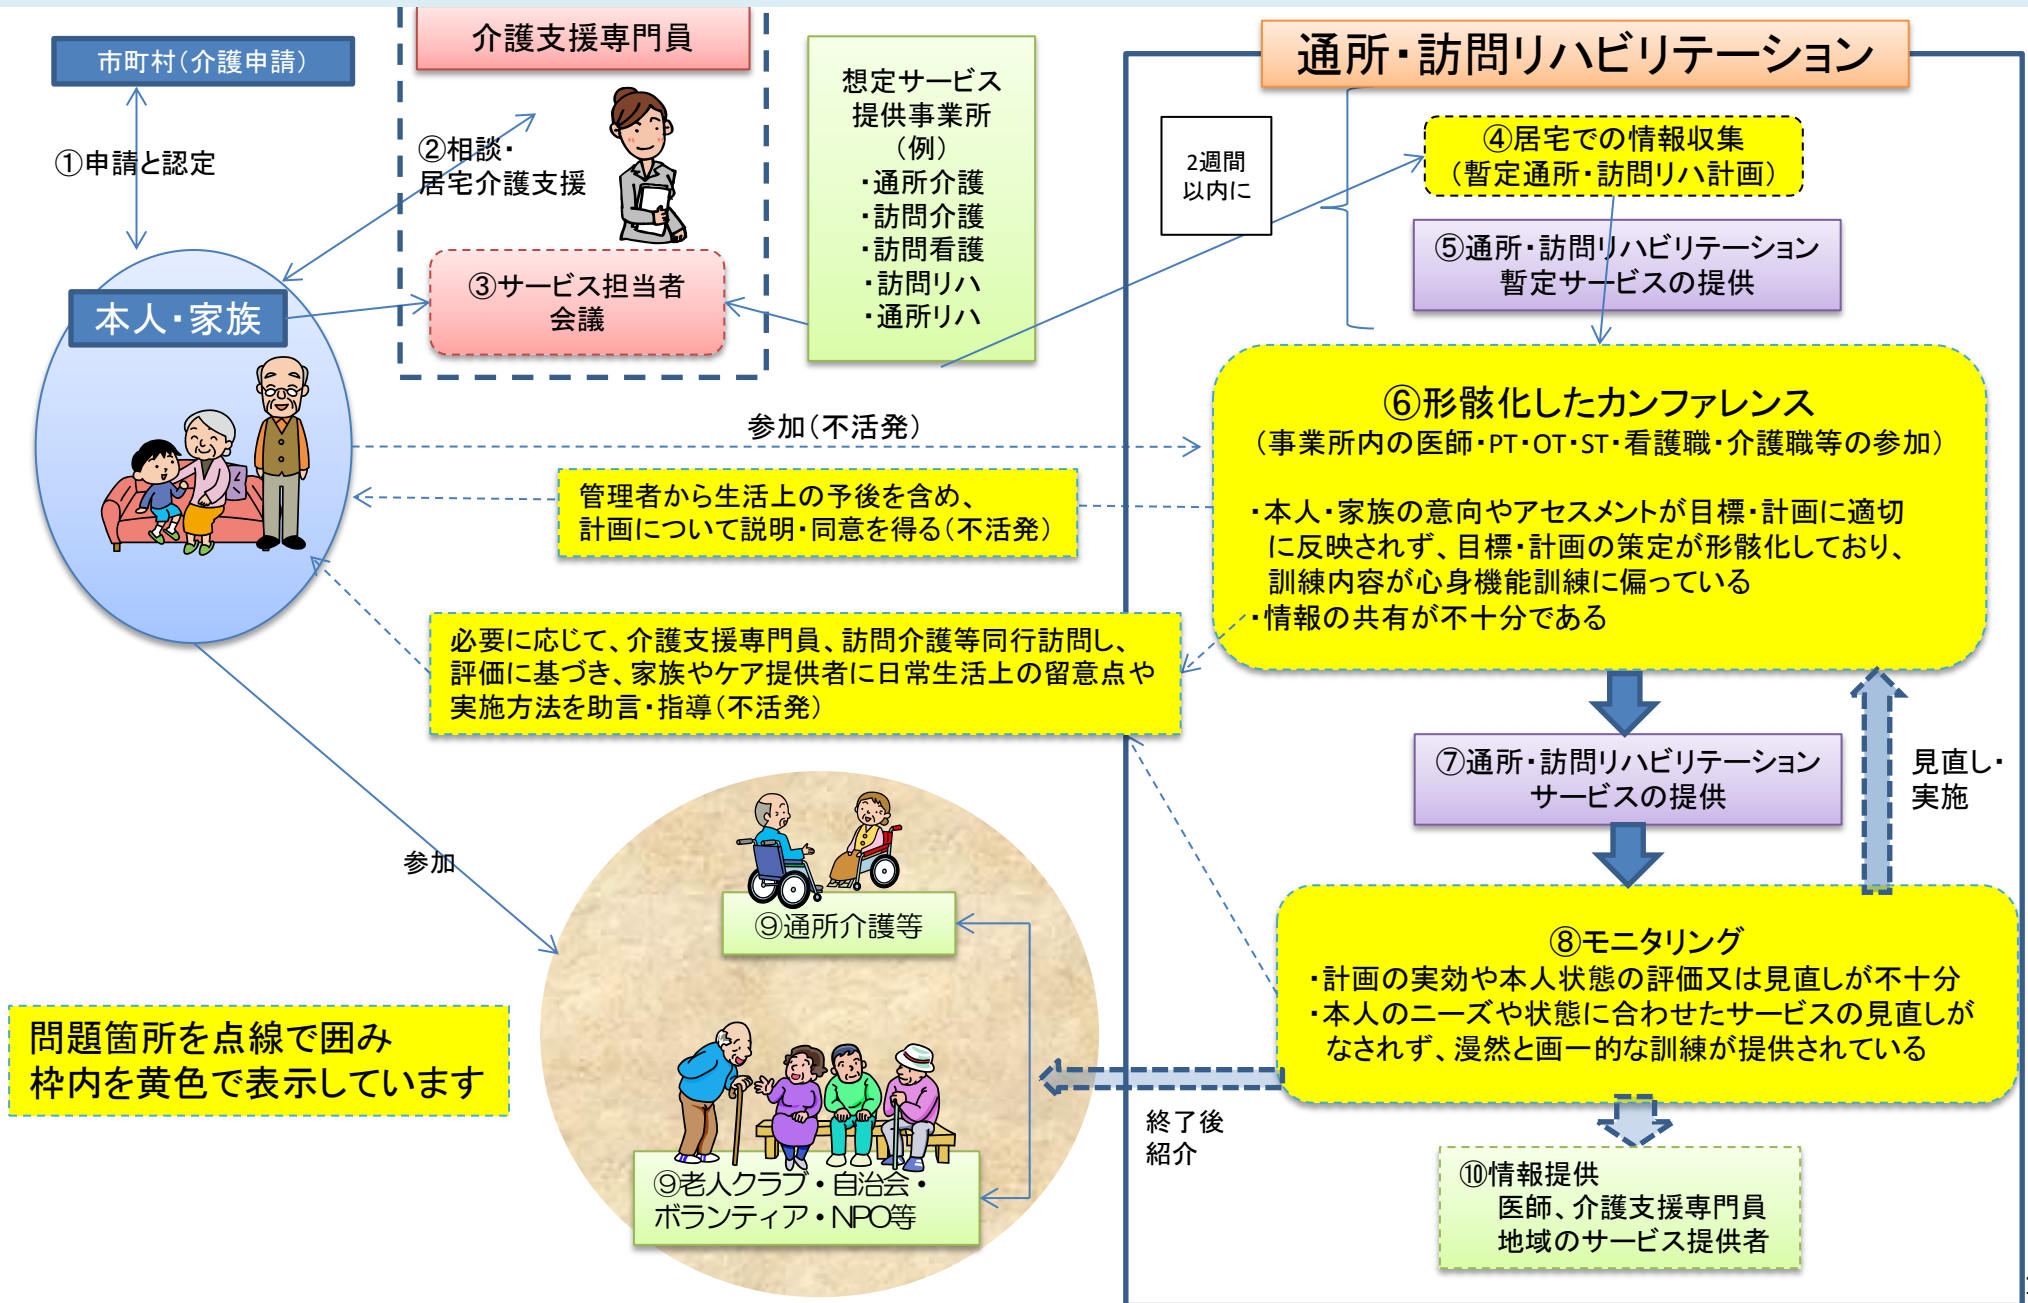 市町村(介護申請)
①申請と認定
本人・家族
介護支援専門員
②相談・
居宅介護支援
③サービス担当者
会議
想定サービス
提供事業所
(例)
・通所介護
・訪問介護
・訪問看護
・訪問リハ
・通所リハ
通所・訪問リハビリテーション
2週間
以内に
④居宅での情報収集
(暫定通所・訪問リハ計画)
⑤通所・訪問リハビリテーション
暫定サービスの提供
⑥形骸化したカンファレンス
(事業所内の医師・PT・OT・ST・看護職・介護職等の参加)
・本人・家族の意向やアセスメントが目標・計画に適切
に反映されず、目標・計画の策定が形骸化しており、
訓練内容が心身機能訓練に偏っている
・情報の共有が不十分である
参加(不活発)
管理者から生活上の予後を含め、
計画について説明・同意を得る(不活発)
必要に応じて、介護支援専門員、訪問介護等同行訪問し、
評価に基づき、家族やケア提供者に日常生活上の留意点や
実施方法を助言・指導(不活発)
⑦通所・訪問リハビリテーション
サービスの提供
見直し・
実施
参加
⑨通所介護等
⑧モニタリング
・計画の実効や本人状態の評価又は見直しが不十分
・本人のニーズや状態に合わせたサービスの見直しが
なされず、漫然と画一的な訓練が提供されている
問題箇所を点線で囲み
枠内を黄色で表示しています
終了後
紹介
⑨老人クラブ・自治会・
ボランティア・NPO等
⑩情報提供
医師、介護支援専門員
地域のサービス提供者